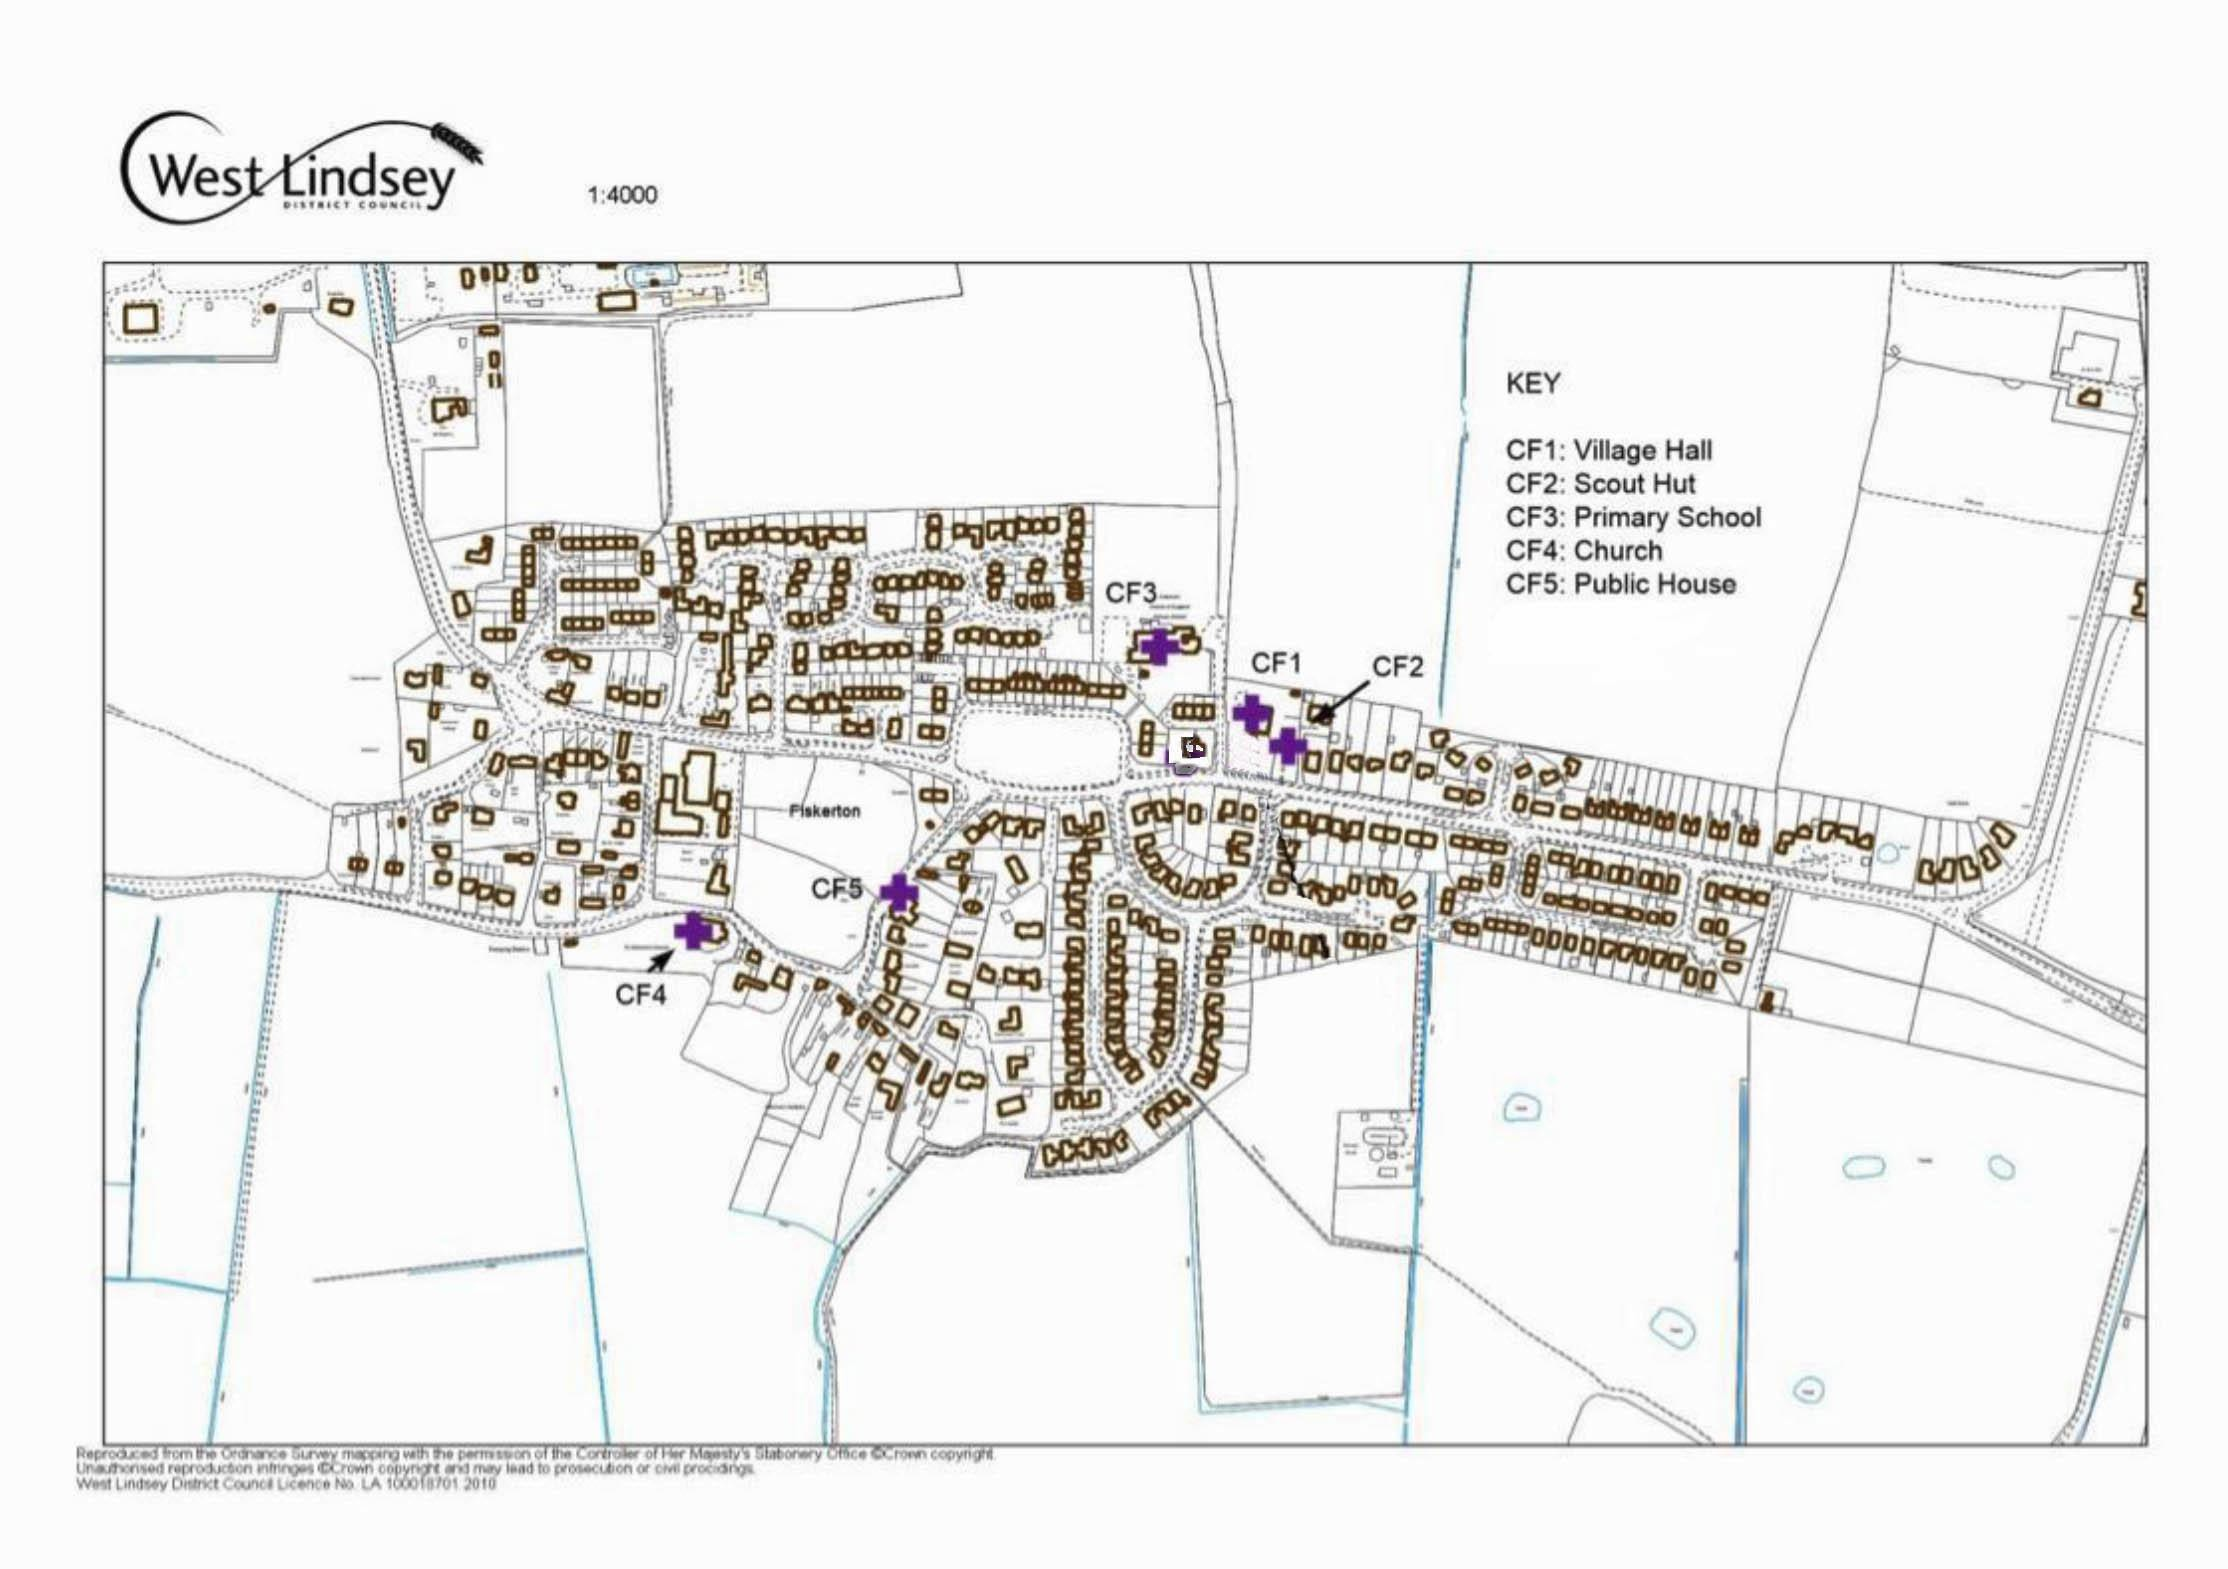 West Lindsey
DISTRICT COUNCIL
1:4000
KEY
CF1: Village Hall
CF2: Scout Hut
CF3: Primary School
CF4: Church
CF5: Public House
CF3
CF1
CF2
Fiskerton
CF5
CF4
Reproduced from the Ordnance Survey mapping with the permission of the Controller of Her Majesty's Stationery Office ©Crown copyright.
Unauthorised reproduction infringes ©Crown copyright and may lead to prosecution or civil procidings.
West Lindsey District Council Licence No. LA 100018701 2010